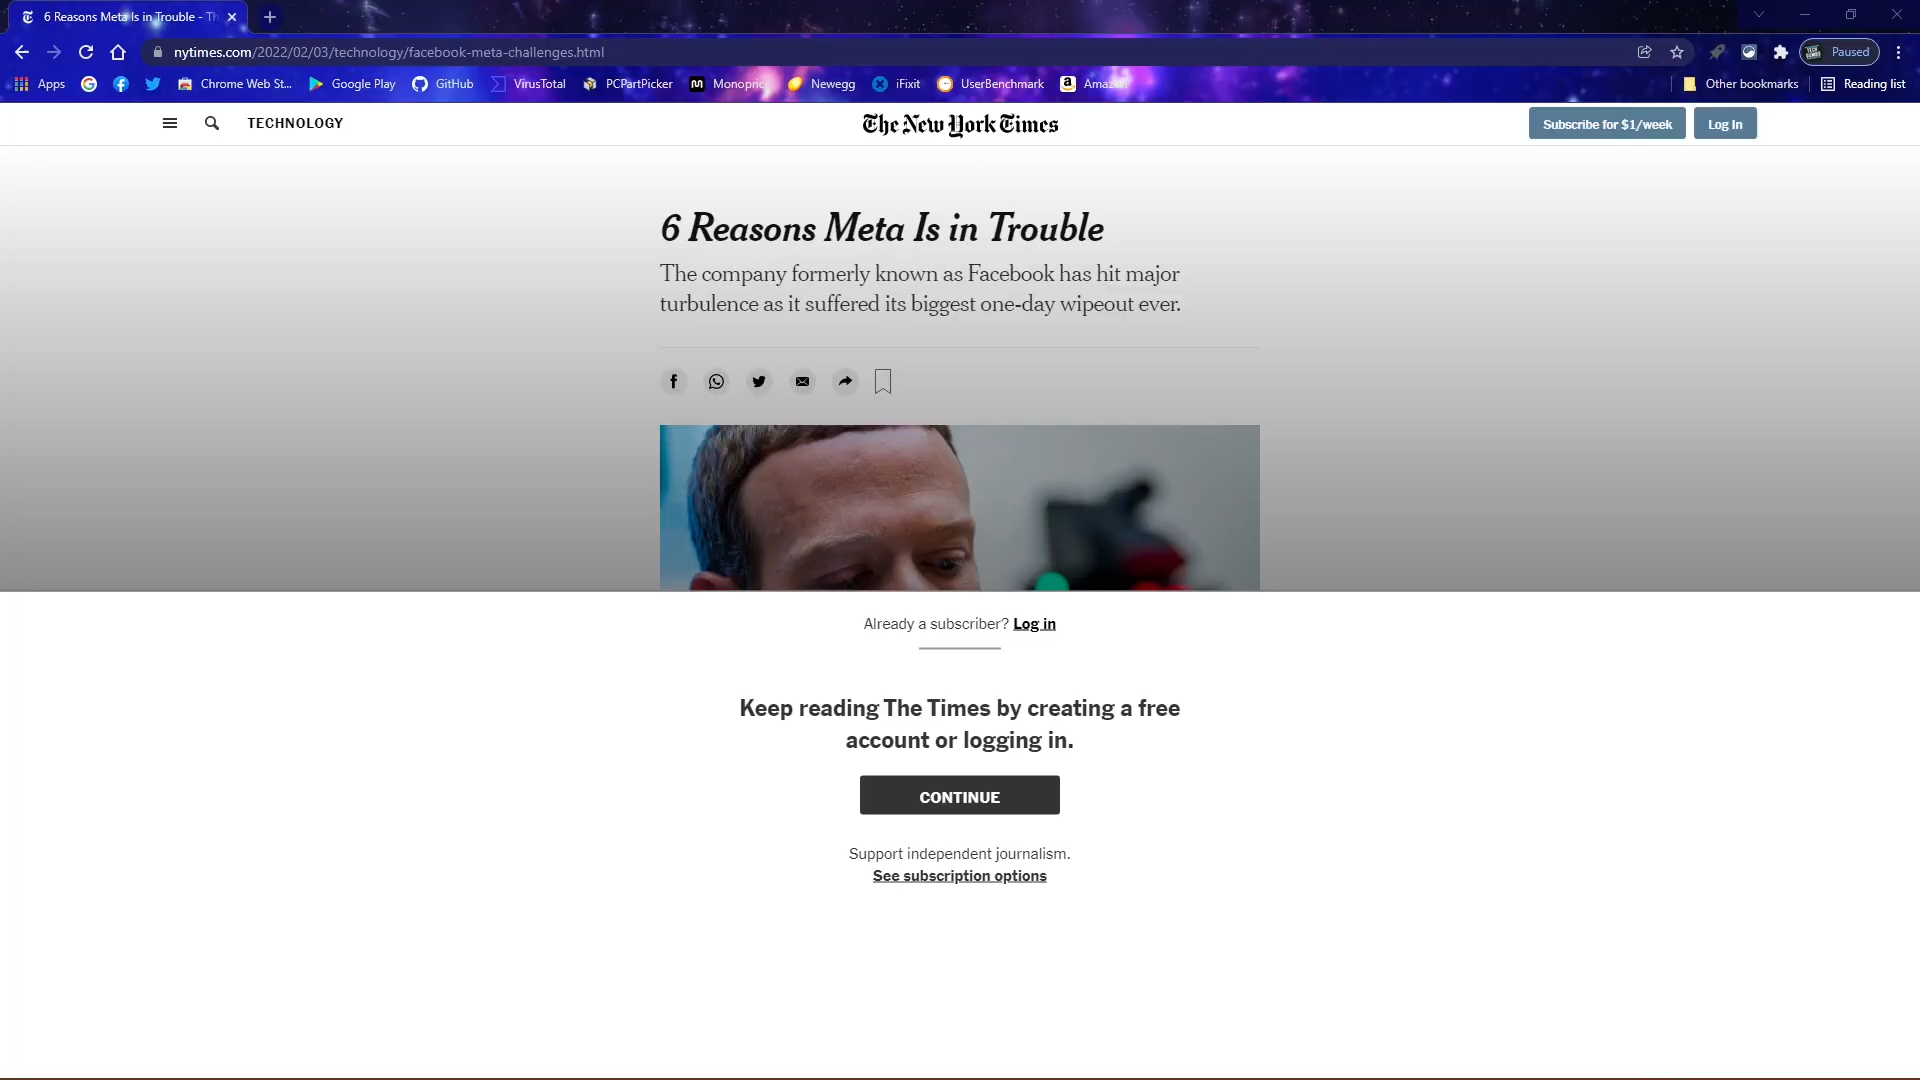 6 Reasons Meta Is in Trouble - Th
nytimes.com/2022/02/03/technology/facebook-meta-challenges.html
Paused
Apps
Chrome Web St...
Google Play
GitHub
VirusTotal
PCPartPicker
Monopric
Newegg
iFixit
UserBenchmark
Amazon
Other bookmarks
Reading list
TECHNOLOGY
The New York Times
Subscribe for $1/week
Log In
6 Reasons Meta Is in Trouble
The company formerly known as Facebook has hit major
turbulence as it suffered its biggest one-day wipeout ever.
Already a subscriber? Log in
Keep reading The Times by creating a free
account or logging in.
CONTINUE
Support independent journalism.
See subscription options